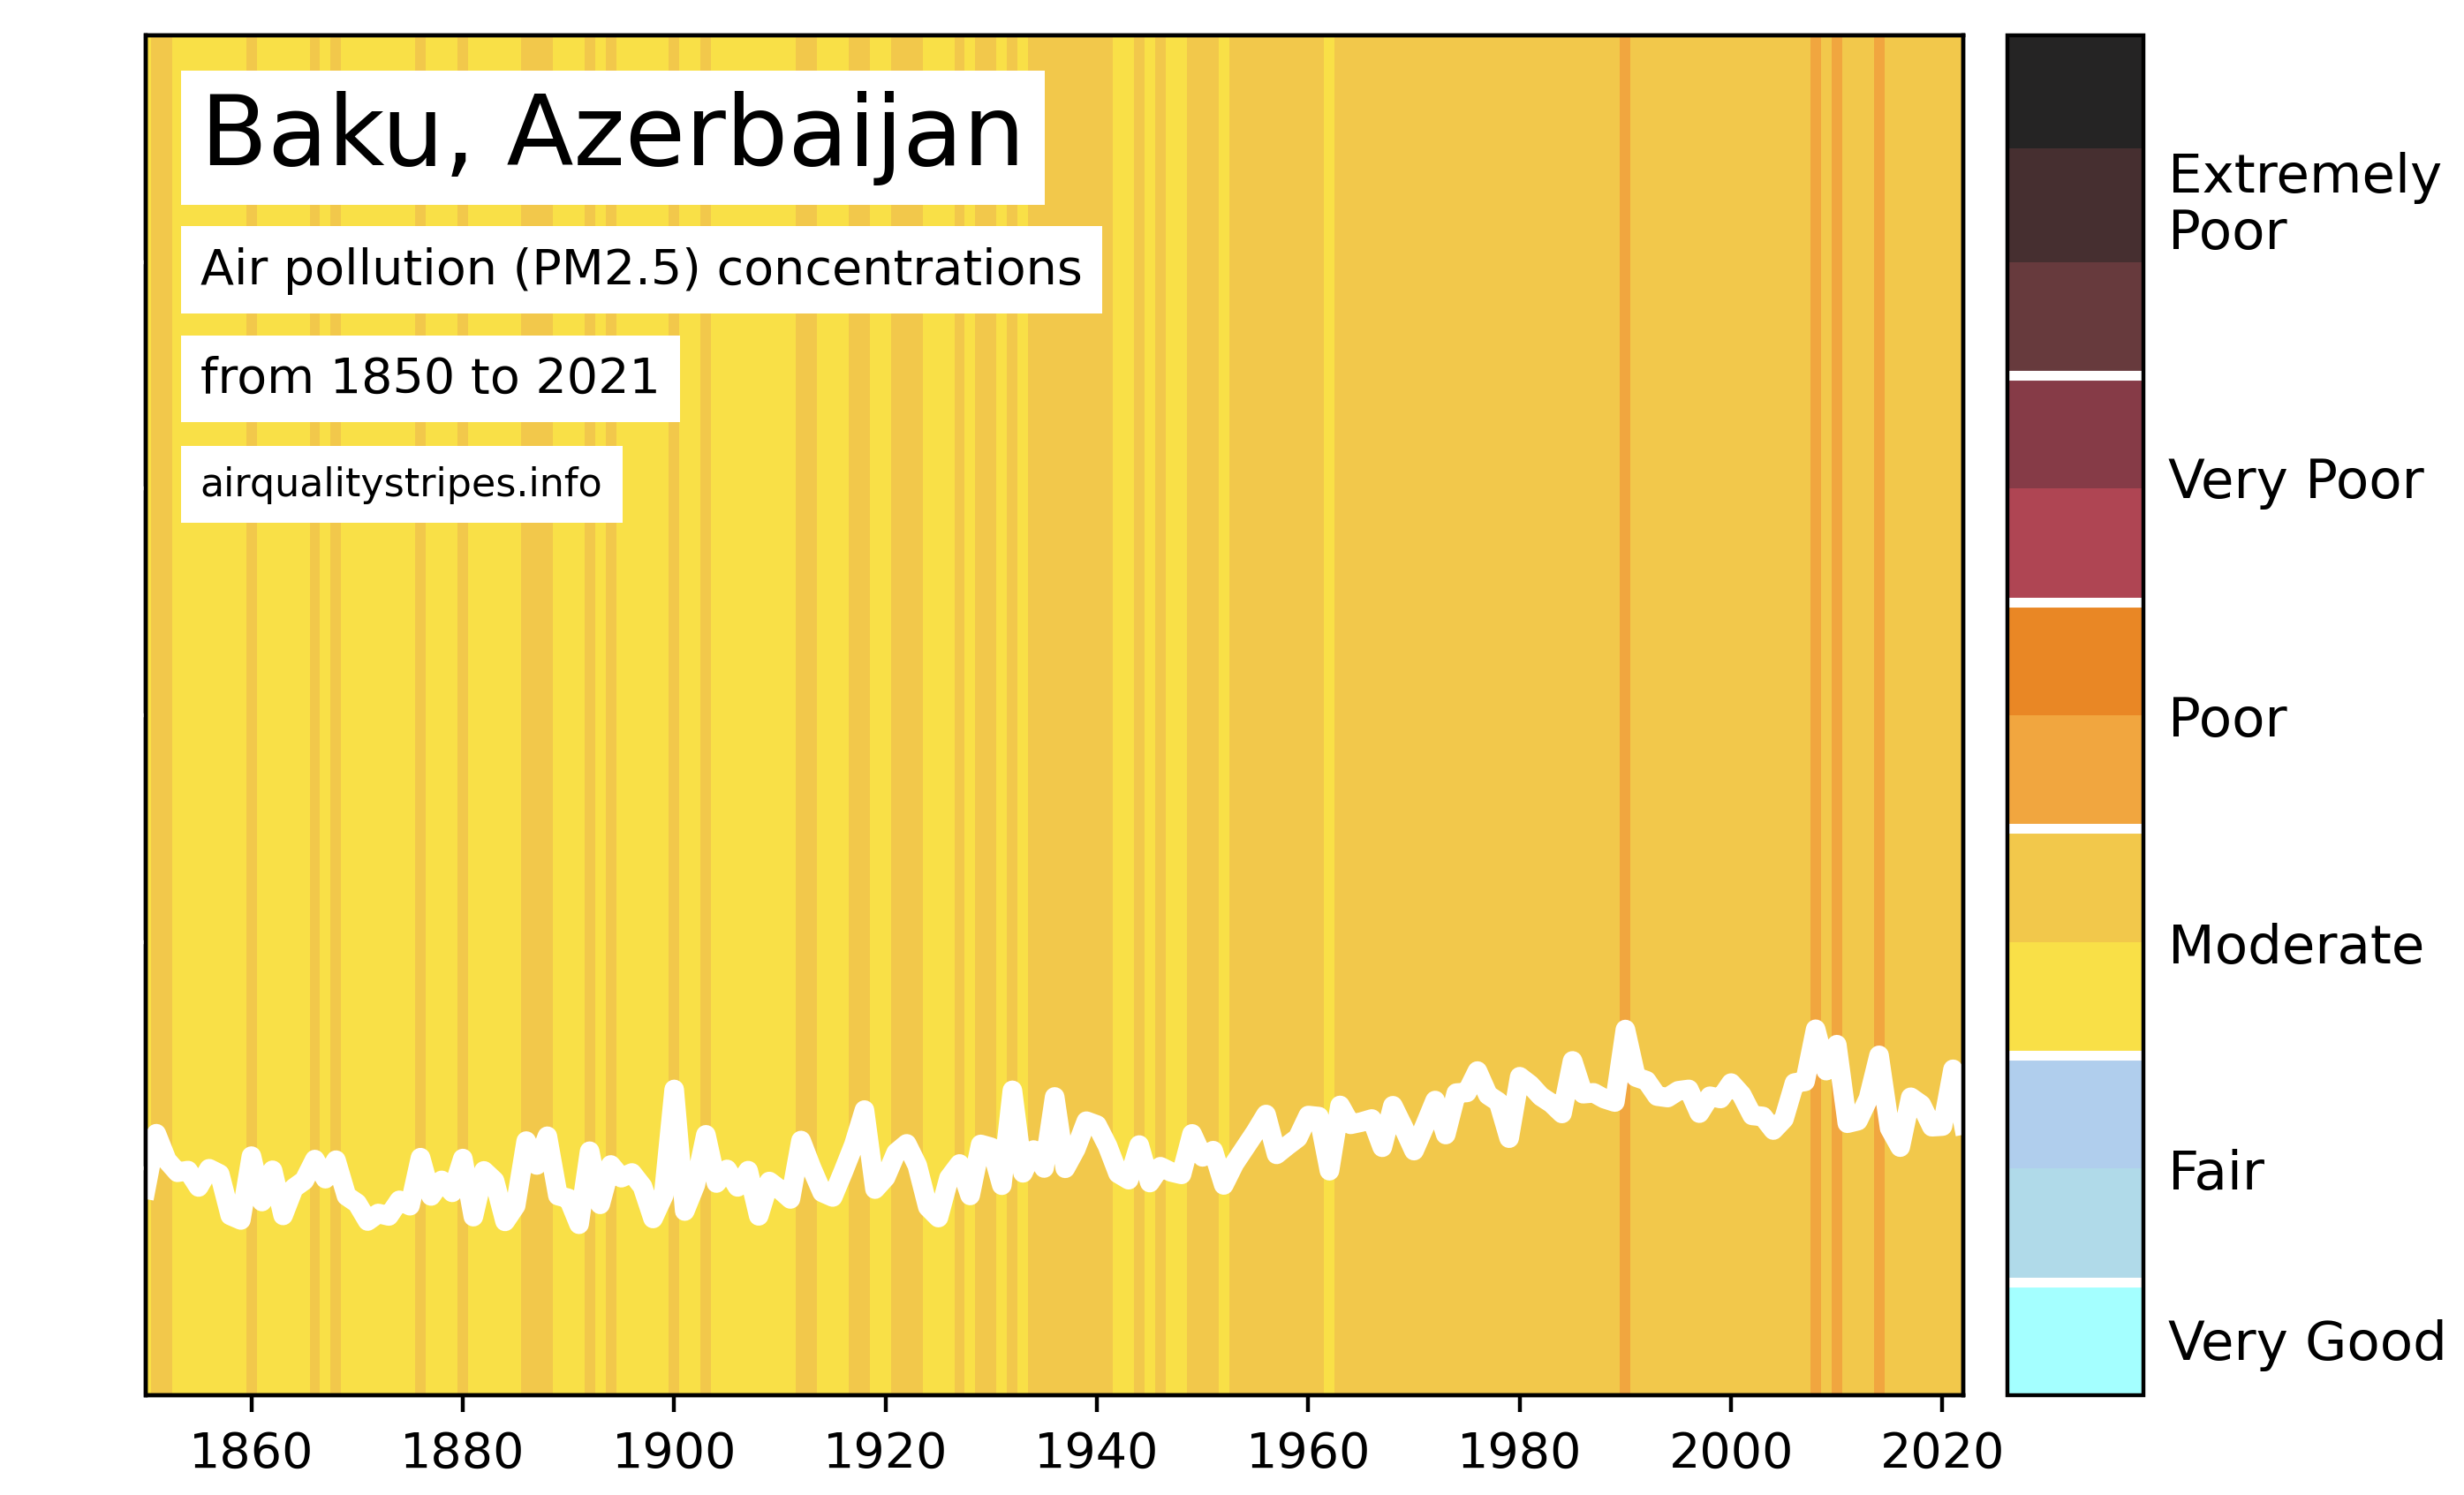 Baku, Azerbaijan
Air pollution (PM2.5) concentrations
from 1850 to 2021
airqualitystripes.info
Extremely
Poor
Very Poor
Poor
Moderate
Fair
Very Good
1860 1880 1900 1920 1940 1960 1980 2000 2020